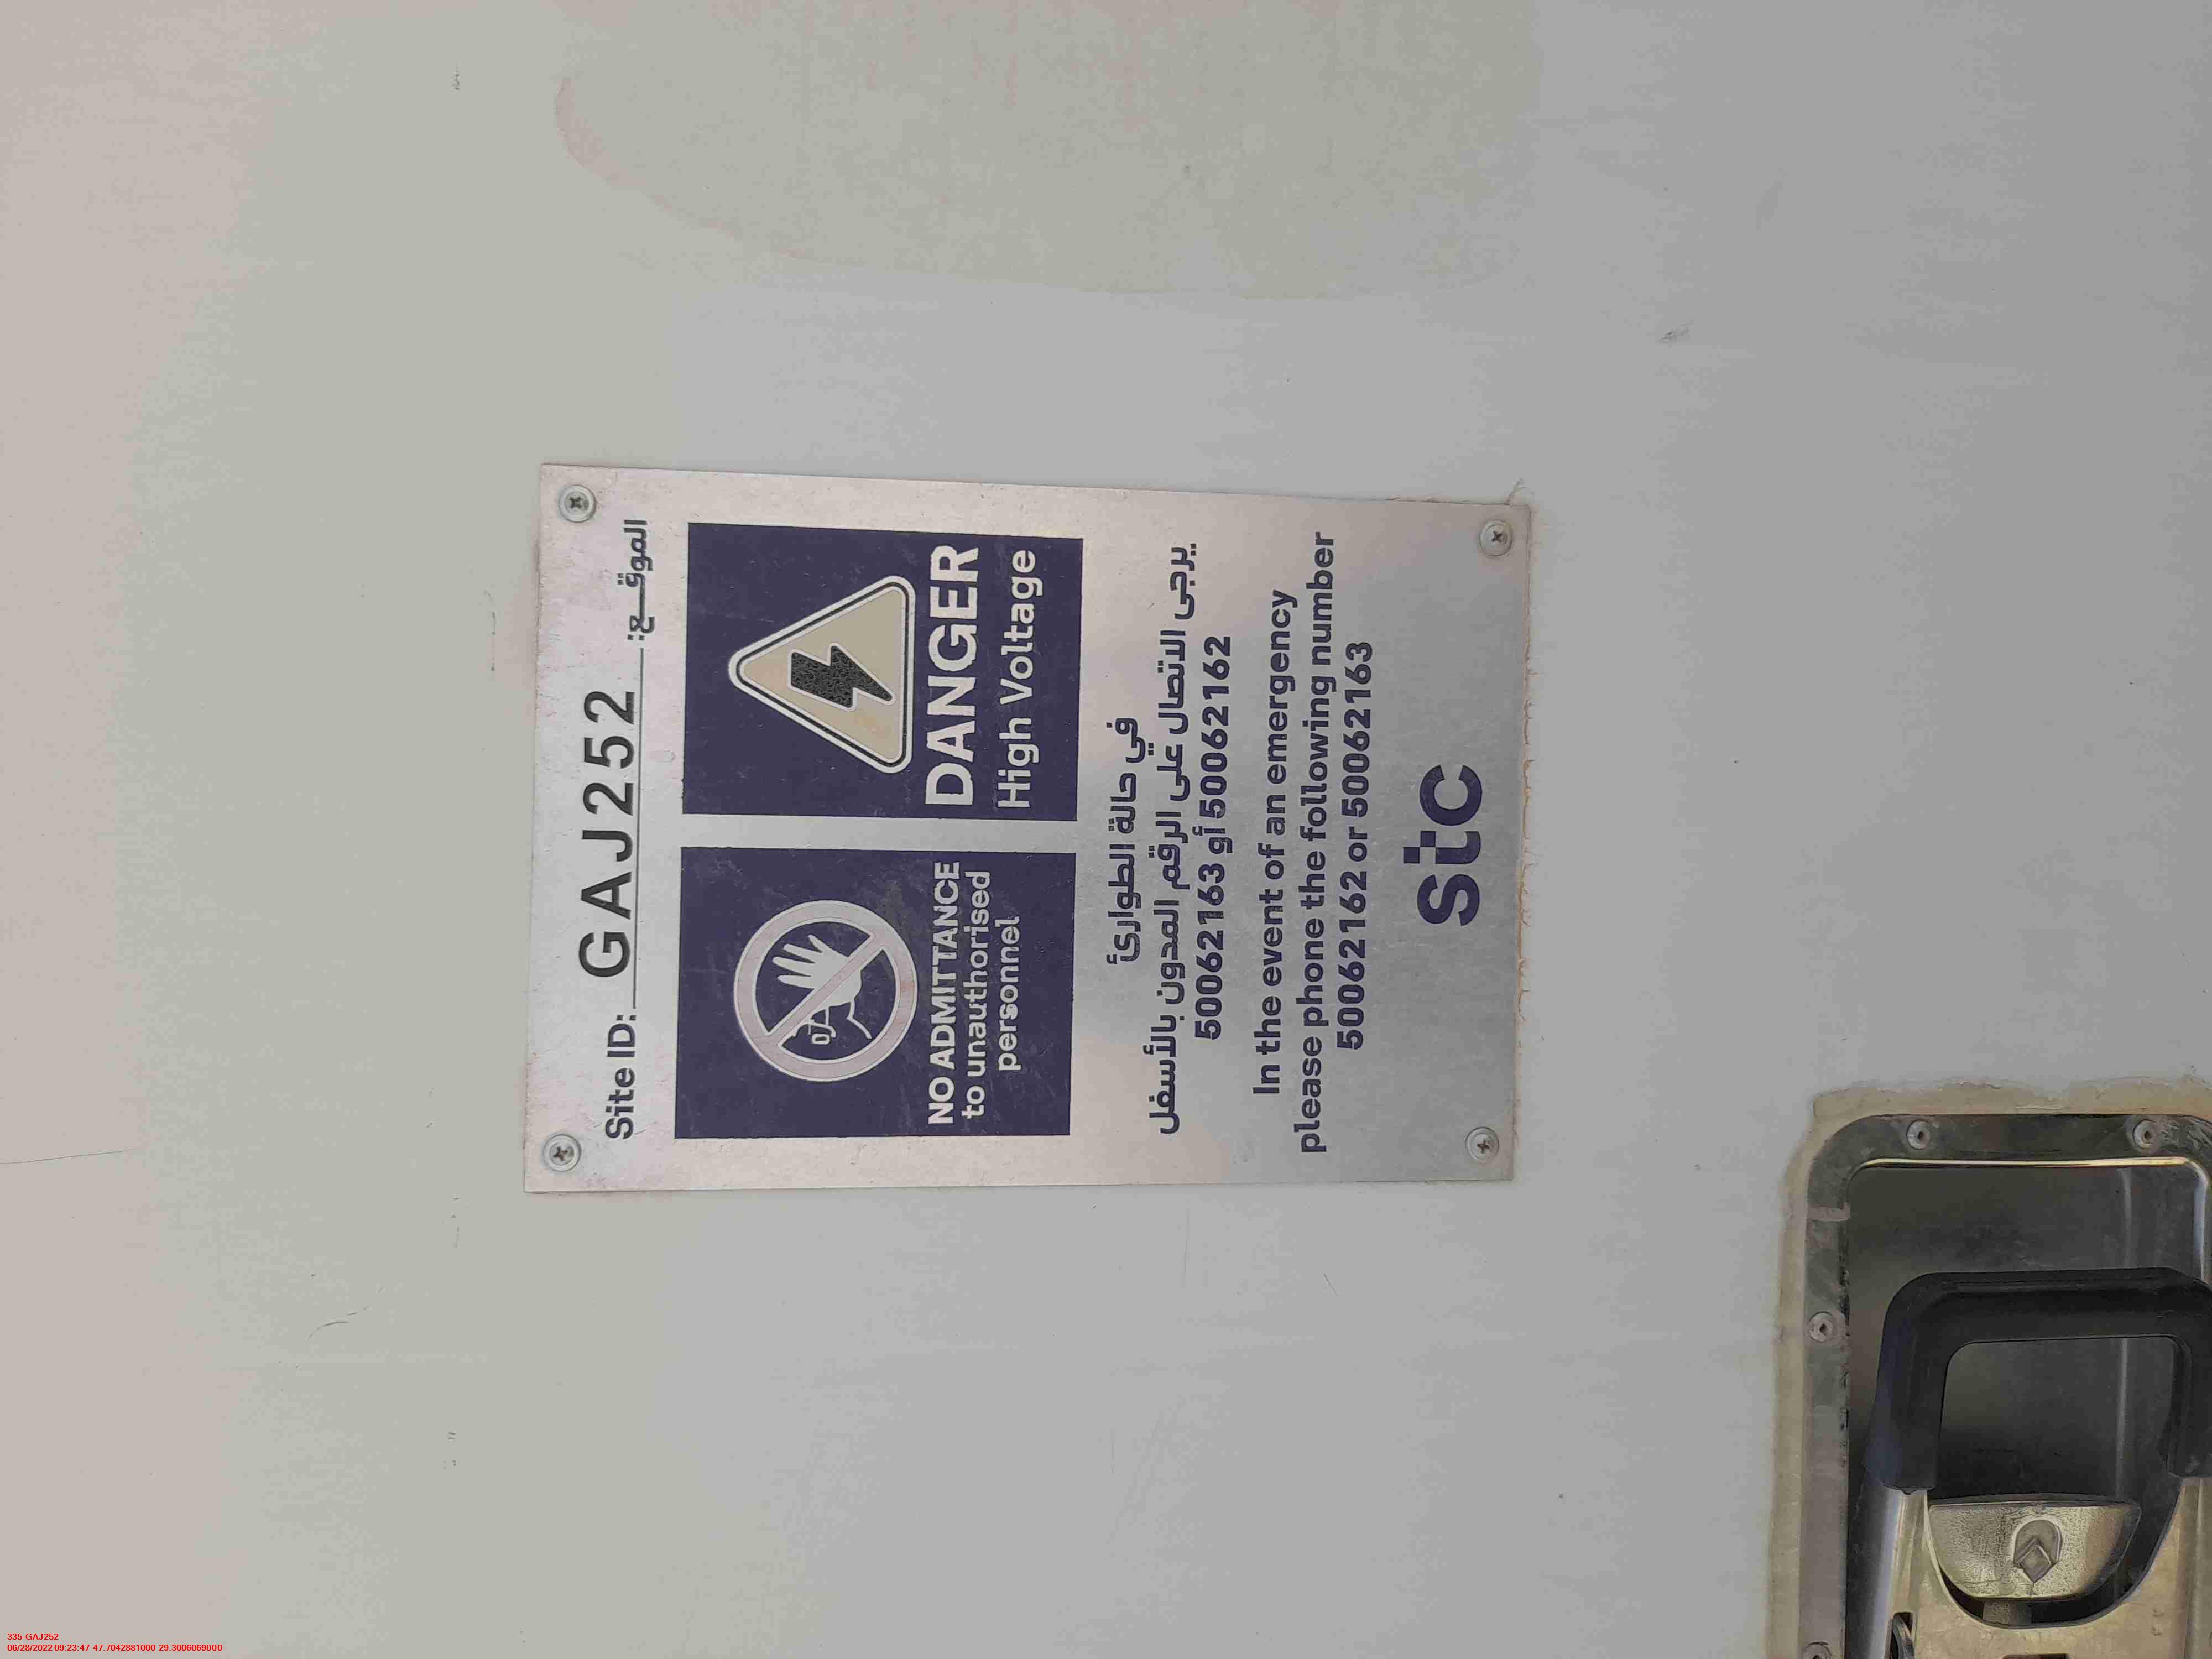 Site ID: GAJ252 الموقـــع:
NO ADMITTANCE
to unauthorised
personnel
DANGER
High Voltage
في حالة الطوارئ
يرجى الاتصال على الرقم المدون بالأسفل
50062162 أو 50062163
In the event of an emergency
please phone the following number
50062162 or 50062163
stc
335-GAJ252
06/28/2022 09:23:47 47.7042881000 29.3006069000